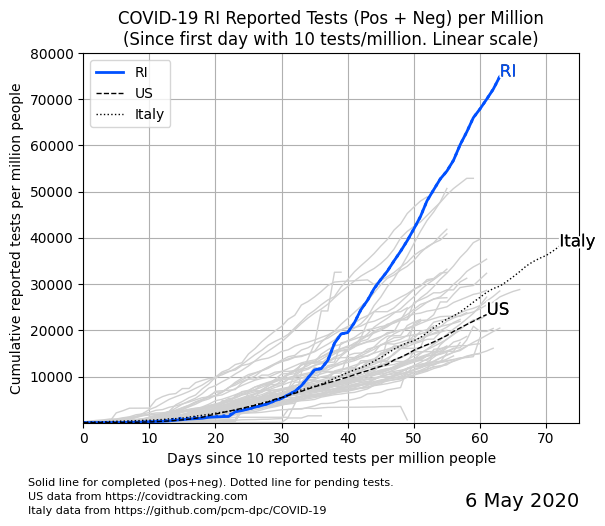 COVID-19 RI Reported Tests (Pos + Neg) per Million
(Since first day with 10 tests/million. Linear scale)
Cumulative reported tests per million people
80000
70000
60000
50000
40000
30000
20000
10000
RI
US
Italy
RI
Italy
US
0 10 20 30 40 50 60 70
Days since 10 reported tests per million people
Solid line for completed (pos+neg). Dotted line for pending tests.
US data from https://covidtracking.com
Italy data from https://github.com/pcm-dpc/COVID-19
6 May 2020